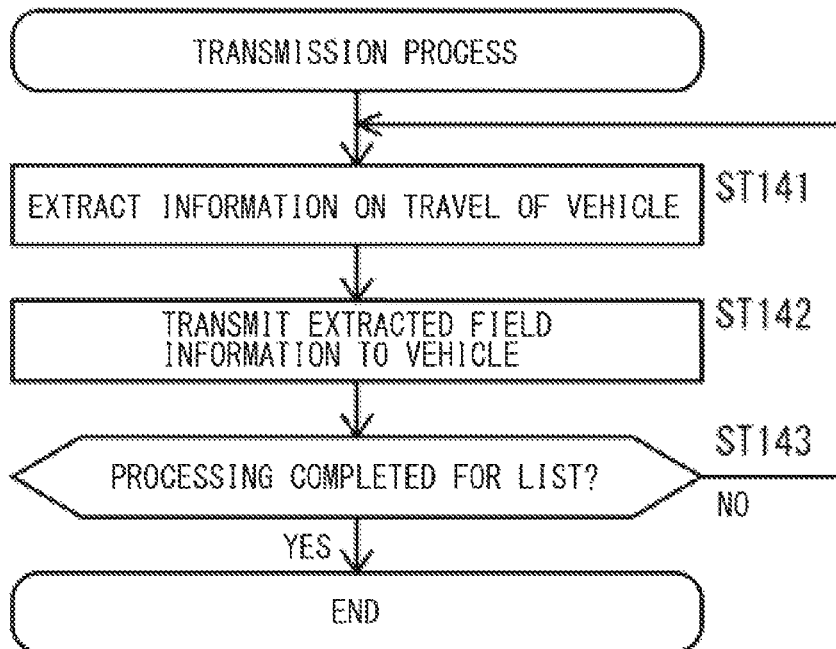 TRANSMISSION PROCESS
EXTRACT INFORMATION ON TRAVEL OF VEHICLE
ST141
TRANSMIT EXTRACTED FIELD
INFORMATION TO VEHICLE
ST142
PROCESSING COMPLETED FOR LIST?
ST143
NO
YES
END